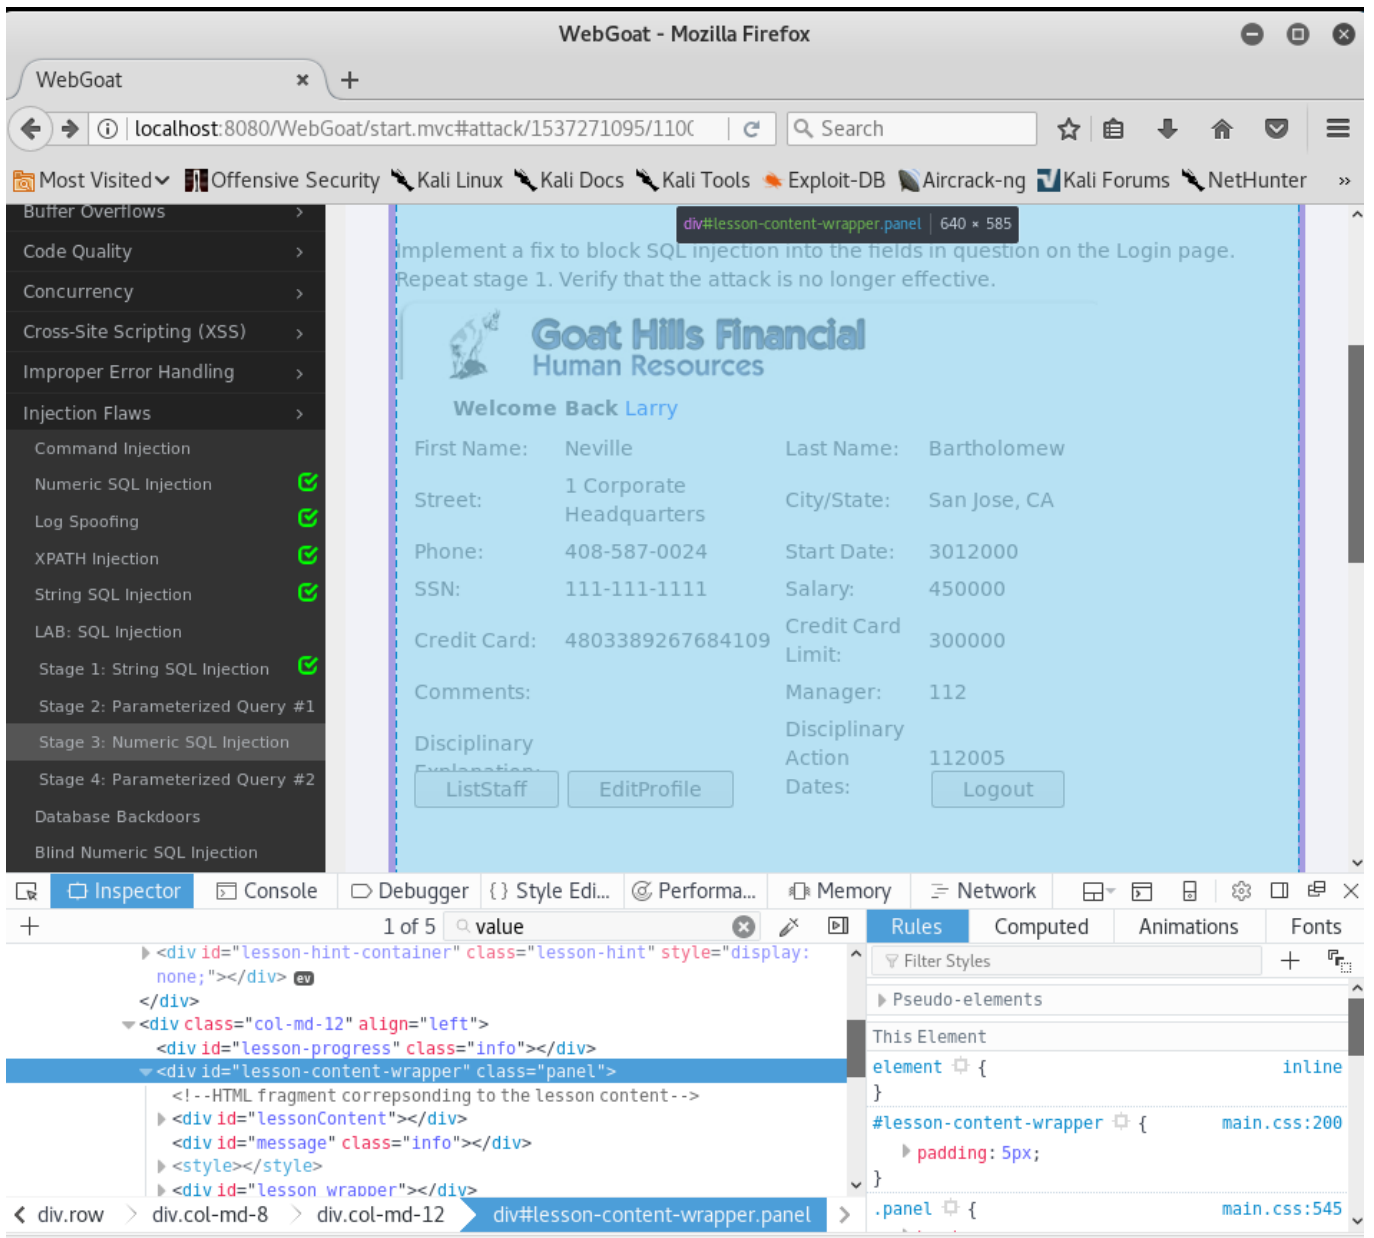 WebGoat - Mozilla Firefox
WebGoat
localhost:8080/WebGoat/start.mvc#attack/1537271095/110
Search
Most Visited Offensive Security Kali Linux Kali Docs Kali Tools Exploit-DB Aircrack-ng Kali Forums NetHunter »
Buffer Overflows
Code Quality
Concurrency
Cross-Site Scripting (XSS)
Improper Error Handling
Injection Flaws
Command Injection
Numeric SQL Injection
Log Spoofing
XPATH Injection
String SQL Injection
LAB: SQL Injection
Stage 1: String SQL Injection
Stage 2: Parameterized Query #1
Stage 3: Numeric SQL Injection
Stage 4: Parameterized Query #2
Database Backdoors
Blind Numeric SQL Injection
div#lesson-content-wrapper.panel | 640 × 585
Implement a fix to block SQL injection into the fields in question on the Login page.
Repeat stage 1. Verify that the attack is no longer effective.
Goat Hills Financial
Human Resources
Welcome Back Larry
First Name: Neville Last Name: Bartholomew
Street: 1 Corporate Headquarters City/State: San Jose, CA
Phone: 408-587-0024 Start Date: 3012000
SSN: 111-111-1111 Salary: 450000
Credit Card: 4803389267684109 Credit Card Limit: 300000
Comments: Manager: 112
Disciplinary Explanation: Disciplinary Action Dates: 112005
ListStaff EditProfile Logout
Inspector Console Debugger {} Style Edi... Performa... Memory Network
+ 1 of 5 value
<div id="lesson-hint-container" class="lesson-hint" style="display:
none;"></div> ev
</div>
<div class="col-md-12" align="left">
<div id="lesson-progress" class="info"></div>
<div id="lesson-content-wrapper" class="panel">
<!--HTML fragment correpsonding to the lesson content-->
<div id="lessonContent"></div>
<div id="message" class="info"></div>
<style></style>
<div id="lesson_wrapper"></div>
div.row div.col-md-8 div.col-md-12 div#lesson-content-wrapper.panel
Rules Computed Animations Fonts
Filter Styles
Pseudo-elements
This Element
element { inline
}
#lesson-content-wrapper { main.css:200
padding: 5px;
}
.panel { main.css:545